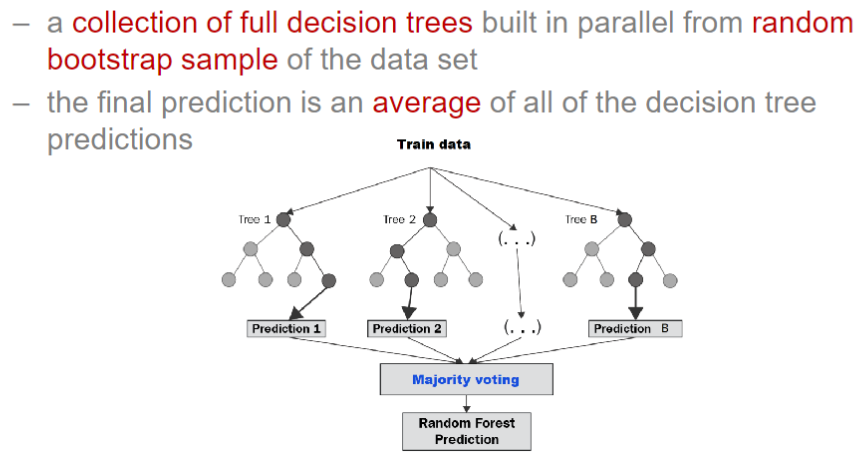 – a collection of full decision trees built in parallel from random
bootstrap sample of the data set
– the final prediction is an average of all of the decision tree
predictions
Train data
Tree 1
Tree 2
(. . .)
Tree B
Prediction 1
Prediction 2
(. . .)
Prediction B
Majority voting
Random Forest
Prediction